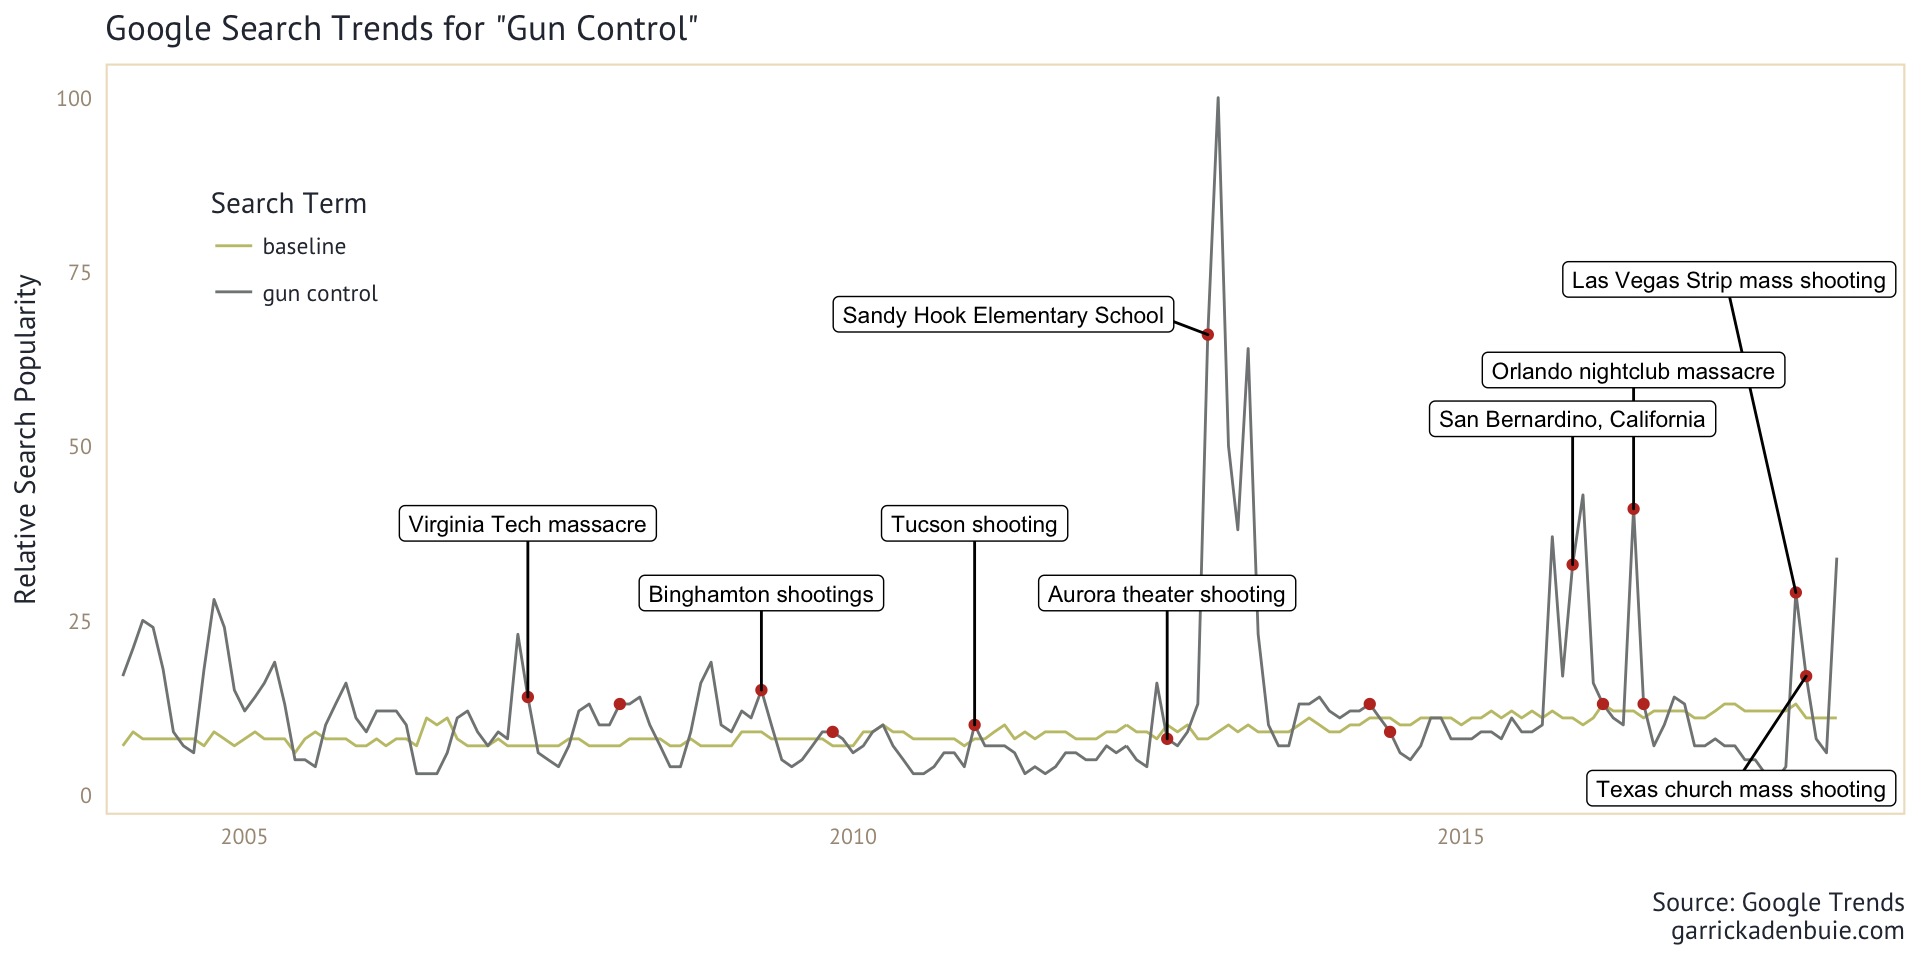 Google Search Trends for "Gun Control"
Relative Search Popularity
100
75
50
25
0
Search Term
baseline
gun control
Virginia Tech massacre
Binghamton shootings
Sandy Hook Elementary School
Tucson shooting
Aurora theater shooting
Las Vegas Strip mass shooting
Orlando nightclub massacre
San Bernardino, California
Texas church mass shooting
2005
2010
2015
Source: Google Trends
garrickadenbuie.com